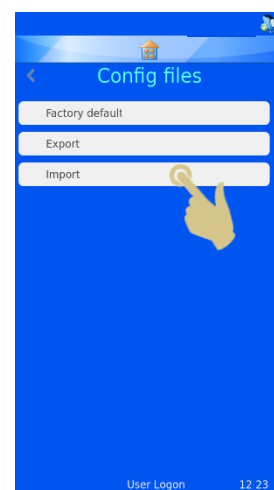 Config files
Factory default
Export
Import
User Logon 12 23